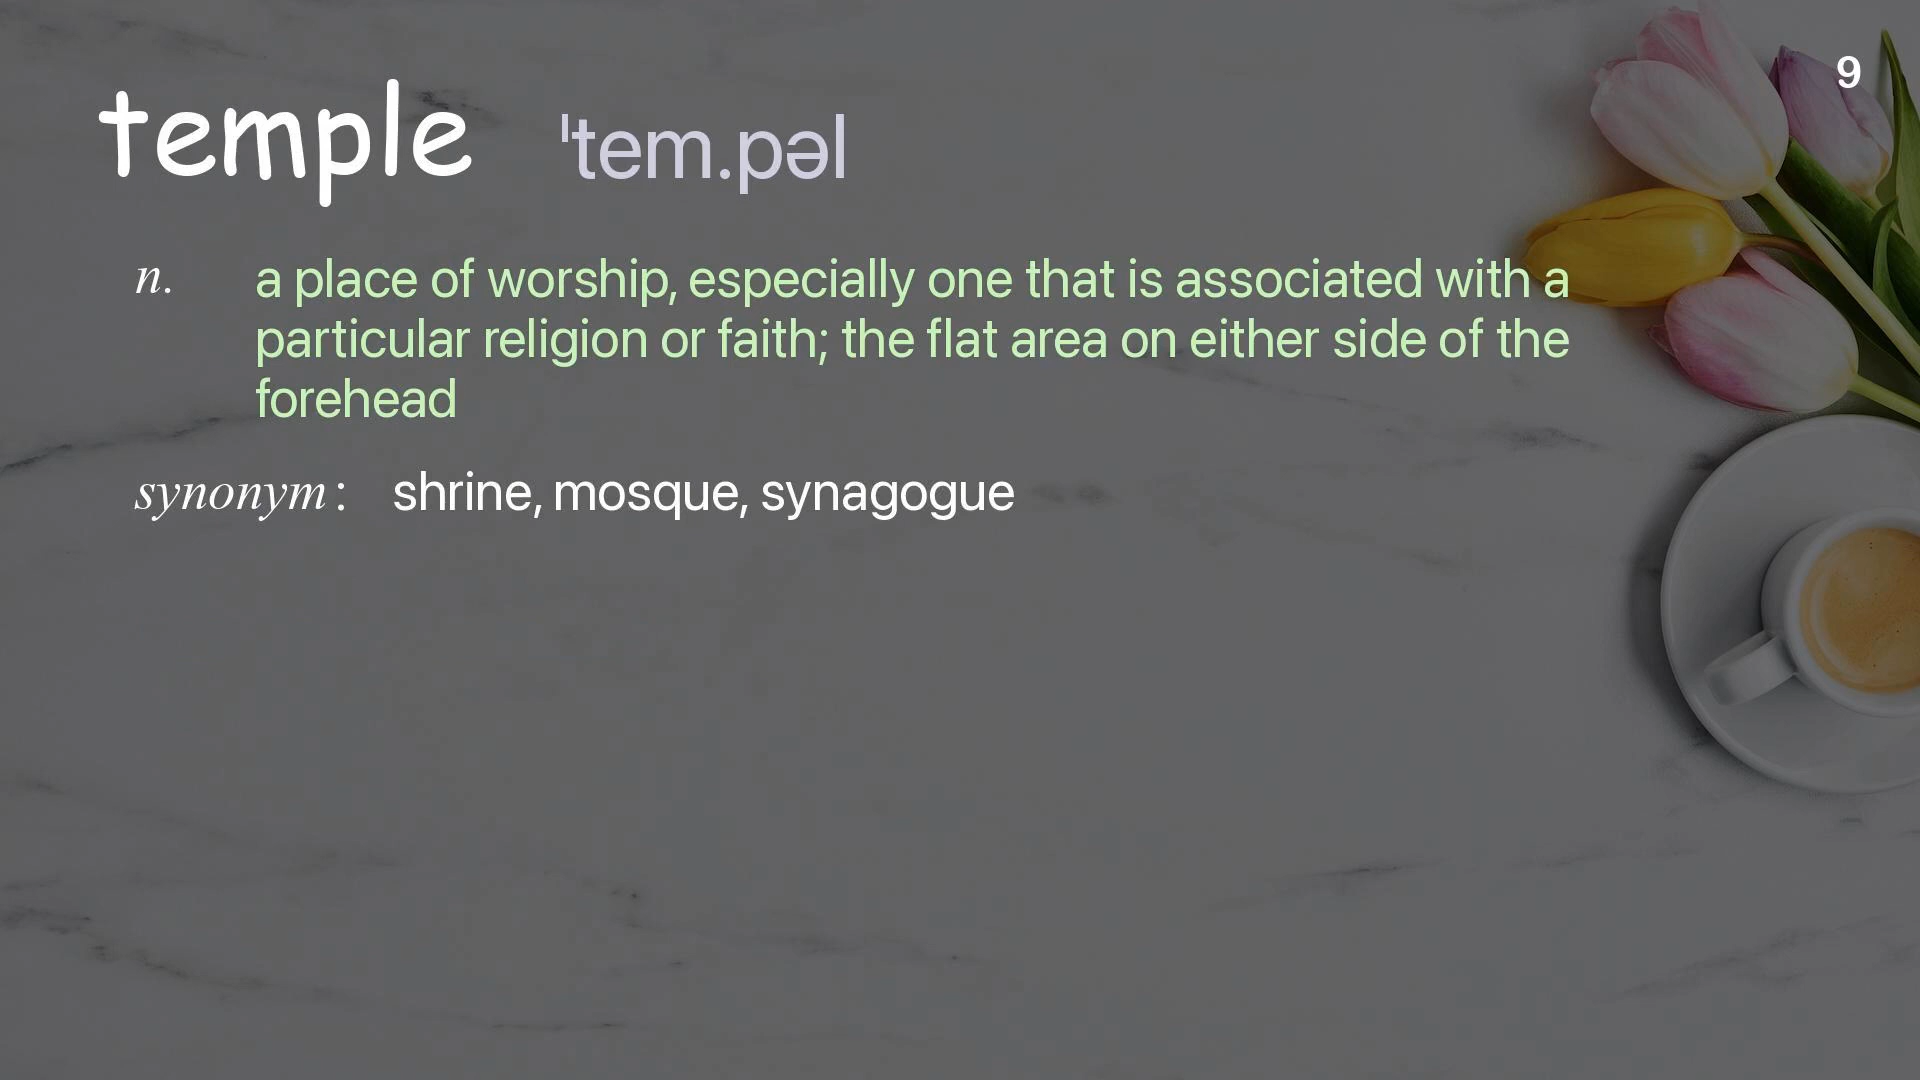 9
temple ˈtem.pəl
n. a place of worship, especially one that is associated with a
particular religion or faith; the flat area on either side of the
forehead
synonym : shrine, mosque, synagogue